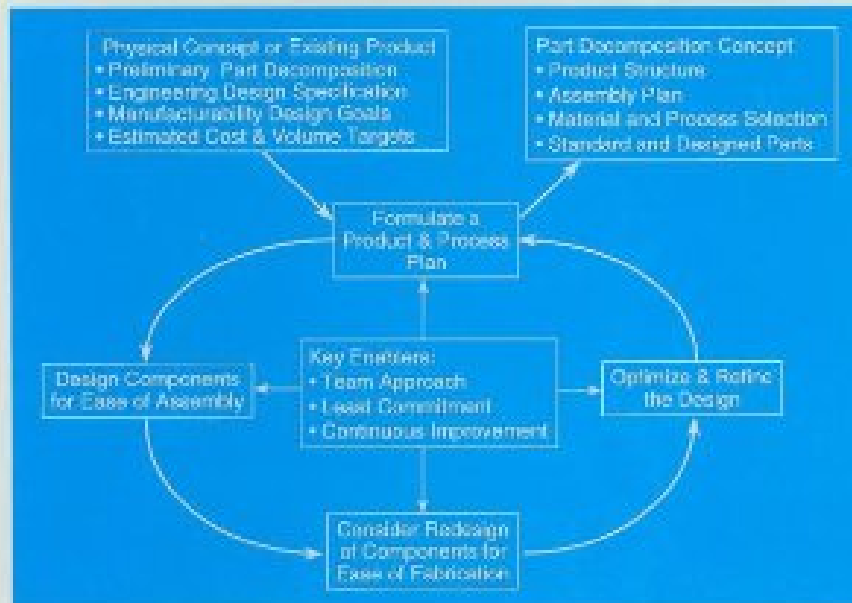 Physical Concept or Existing Product
• Preliminary Part Decomposition
• Engineering Design Specification
• Manufacturability Design Goals
• Estimated Cost & Volume Targets
Part Decomposition Concept
• Product Structure
• Assembly Plan
• Material and Process Selection
• Standard and Designed Parts
Formulate a
Product & Process
Plan
Design Components
for Ease of Assembly
Key Enablers:
• Team Approach
• Least Commitment
• Continuous Improvement
Optimize & Refine
the Design
Consider Redesign
of Components for
Ease of Fabrication